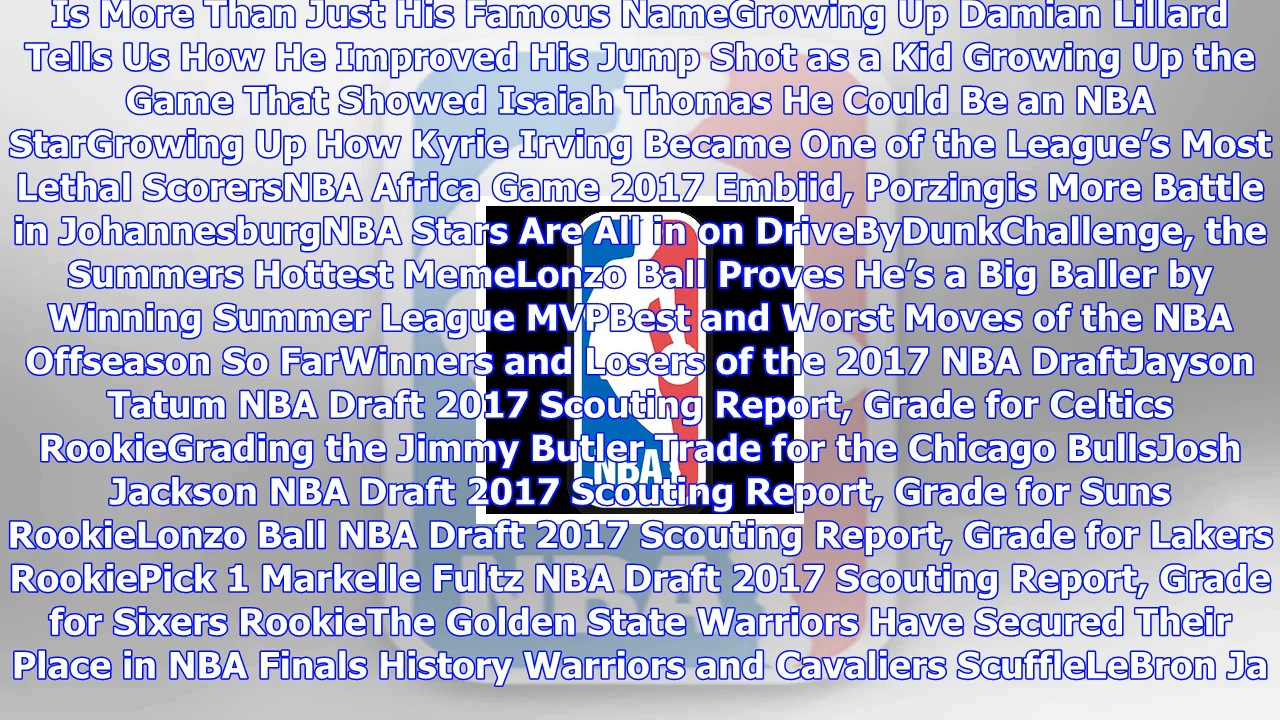 Is More Than Just His Famous NameGrowing Up Damian Lillard
Tells Us How He Improved His Jump Shot as a Kid Growing Up the
Game That Showed Isaiah Thomas He Could Be an NBA
StarGrowing Up How Kyrie Irving Became One of the League’s Most
Lethal ScorersNBA Africa Game 2017 Embiid, Porzingis More Battle
in JohannesburgNBA Stars Are All in on DriveByDunkChallenge, the
Summers Hottest MemeLonzo Ball Proves He’s a Big Baller by
Winning Summer League MVPBest and Worst Moves of the NBA
Offseason So FarWinners and Losers of the 2017 NBA DraftJayson
Tatum NBA Draft 2017 Scouting Report, Grade for Celtics
RookieGrading the Jimmy Butler Trade for the Chicago BullsJosh
Jackson NBA Draft 2017 Scouting Report, Grade for Suns
RookieLonzo Ball NBA Draft 2017 Scouting Report, Grade for Lakers
RookiePick 1 Markelle Fultz NBA Draft 2017 Scouting Report, Grade
for Sixers RookieThe Golden State Warriors Have Secured Their
Place in NBA Finals History Warriors and Cavaliers ScuffleLeBron Ja
NBA
NBA